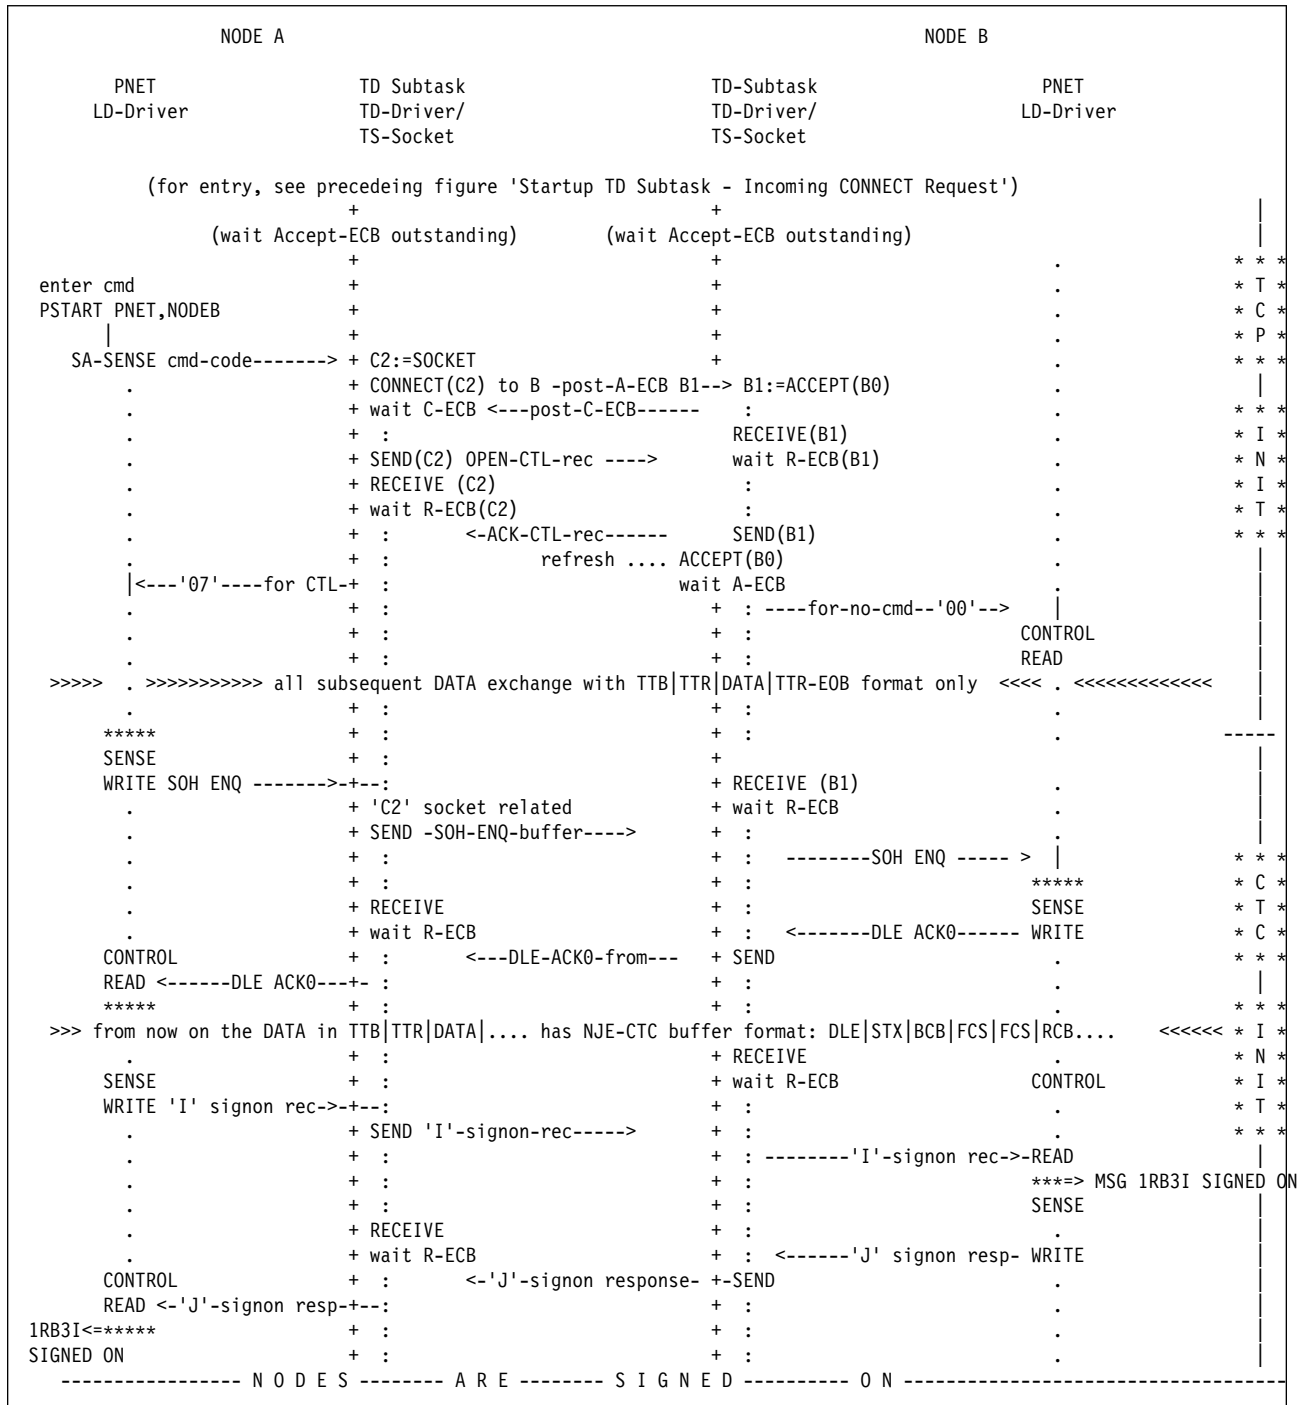 NODE A                                                             NODE B
PNET                 TD Subtask                    TD-Subtask                     PNET
LD-Driver            TD-Driver/                    TD-Driver/                     LD-Driver
TS-Socket                     TS-Socket
(for entry, see precedeing figure 'Startup TD Subtask - Incoming CONNECT Request')
+                                  +                                                   |
(wait Accept-ECB outstanding)        (wait Accept-ECB outstanding)                                 |
+                                  +                                .                * * *
enter cmd                     +                                  +                                .                * T *
PSTART PNET,NODEB             +                                  +                                .                * C *
|                       +                                  +                                .                * P *
SA-SENSE cmd-code-------> + C2:=SOCKET                       +                                .                * * *
.                     + CONNECT(C2) to B -post-A-ECB B1--> B1:=ACCEPT(B0)                 .                  |
.                     + wait C-ECB <---post-C-ECB------    :                              .                * * *
.                     +  :                                RECEIVE(B1)                     .                * I *
.                     + SEND(C2) OPEN-CTL-rec ---->       wait R-ECB(B1)                  .                * N *
.                     + RECEIVE (C2)                       :                              .                * I *
.                     + wait R-ECB(C2)                     :                              .                * T *
.                     +  :       <-ACK-CTL-rec------      SEND(B1)                        .                * * *
.                     +  :              refresh .... ACCEPT(B0)                           .                  |
|<---'07'----for CTL-+  :                           wait A-ECB                           .                  |
.                     +  :                              +  : ----for-no-cmd--'00'-->    |                  |
.                     +  :                              +  :                         CONTROL               |
.                     +  :                              +  :                         READ                  |
>>>>>  . >>>>>>>>>>> all subsequent DATA exchange with TTB|TTR|DATA|TTR-EOB format only  <<<< . <<<<<<<<<<<<<    |
.                     +  :                              +  :                             .                  |
*****                   +  :                              +  :                             .               -----
SENSE                   +  :                              +                                                   |
WRITE SOH ENQ ------->-+--:                              + RECEIVE (B1)                   .                  |
.                     + 'C2' socket related             + wait R-ECB                     .                  |
.                     + SEND -SOH-ENQ-buffer---->       +  :                             .                  |
.                     +  :                              +  :   --------SOH ENQ ----- >  |                * * *
.                     +  :                              +  :                          *****              * C *
.                     + RECEIVE                         +  :                          SENSE              * T *
.                     + wait R-ECB                      +  :   <-------DLE ACK0------ WRITE              * C *
CONTROL                 +  :       <---DLE-ACK0-from---   + SEND                           .                * * *
READ <------DLE ACK0---+- :                              +  :                             .                  |
*****                   +  :                              +  :                             .                * * *
>>> from now on the DATA in TTB|TTR|DATA|.... has NJE-CTC buffer format: DLE|STX|BCB|FCS|FCS|RCB....    <<<<<< * I *
.                     +  :                              + RECEIVE                        .                * N *
SENSE                   +  :                              + wait R-ECB                  CONTROL             * I *
WRITE 'I' signon rec->-+--:                              +  :                             .                * T *
.                     + SEND 'I'-signon-rec----->       +  :                             .                * * *
.                     +  :                              +  : --------'I'-signon rec->-READ                 |
.                     +  :                              +  :                          ***=> MSG 1RB3I SIGNED ON
.                     +  :                              +  :                          SENSE                |
.                     + RECEIVE                         +  :                             .                  |
.                     + wait R-ECB                      +  :  <------'J' signon resp- WRITE                |
CONTROL                 +  :       <-'J'-signon response- +-SEND                           .                  |
READ <-'J'-signon resp-+--:                              +  :                             .                  |
1RB3I<=*****                  +  :                              +  :                             .                  |
SIGNED ON                     +  :                              +  :                             .                  |
----------------- N O D E S -------- A R E -------- S I G N E D ---------- O N ------------------------------------